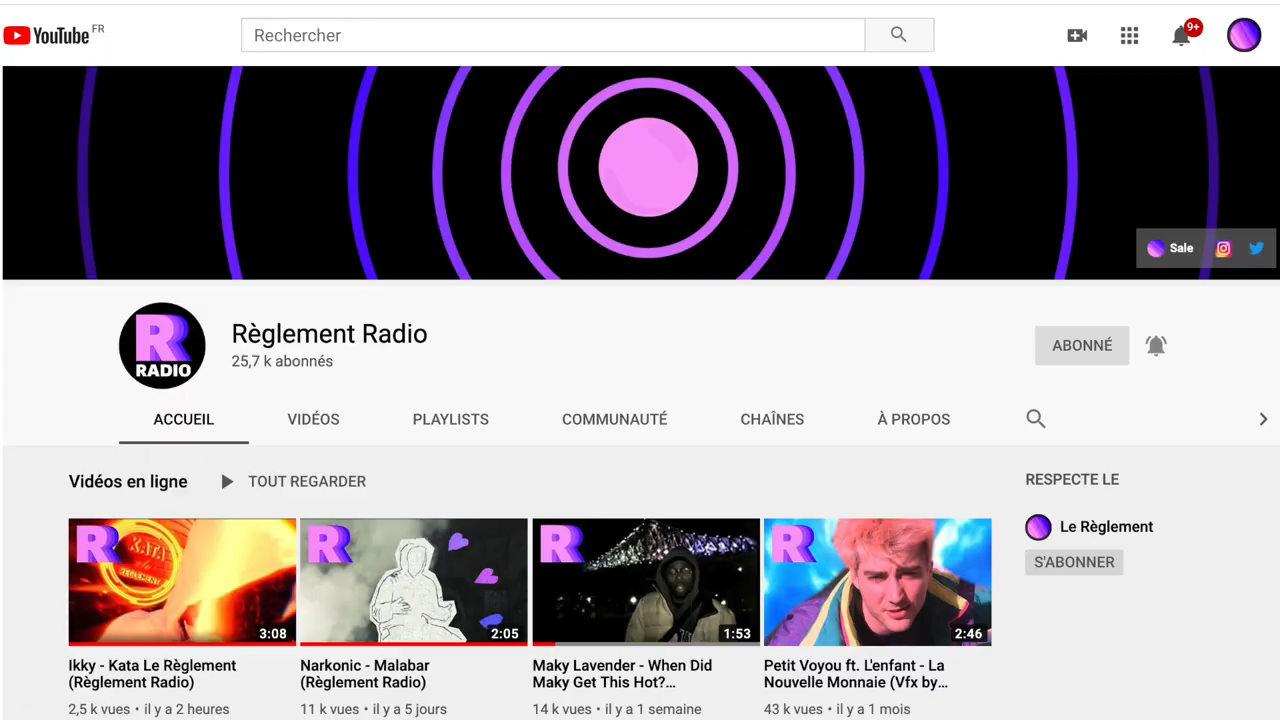 YouTube FR
Rechercher
9+
Sale
R
RADIO
Règlement Radio
25,7 k abonnés
ABONNÉ
ACCUEIL
VIDÉOS
PLAYLISTS
COMMUNAUTÉ
CHAÎNES
À PROPOS
Vidéos en ligne
TOUT REGARDER
R
KATA
RÈGLEMENT
3:08
R
2:05
R
1:53
R
2:46
Ikky - Kata Le Règlement
(Règlement Radio)
2,5 k vues • il y a 2 heures
Narkonic - Malabar
(Règlement Radio)
11 k vues • il y a 5 jours
Maky Lavender - When Did
Maky Get This Hot?...
14 k vues • il y a 1 semaine
Petit Voyou ft. L'enfant - La
Nouvelle Monnaie (Vfx by...
43 k vues • il y a 1 mois
RESPECTE LE
Le Règlement
S'ABONNER